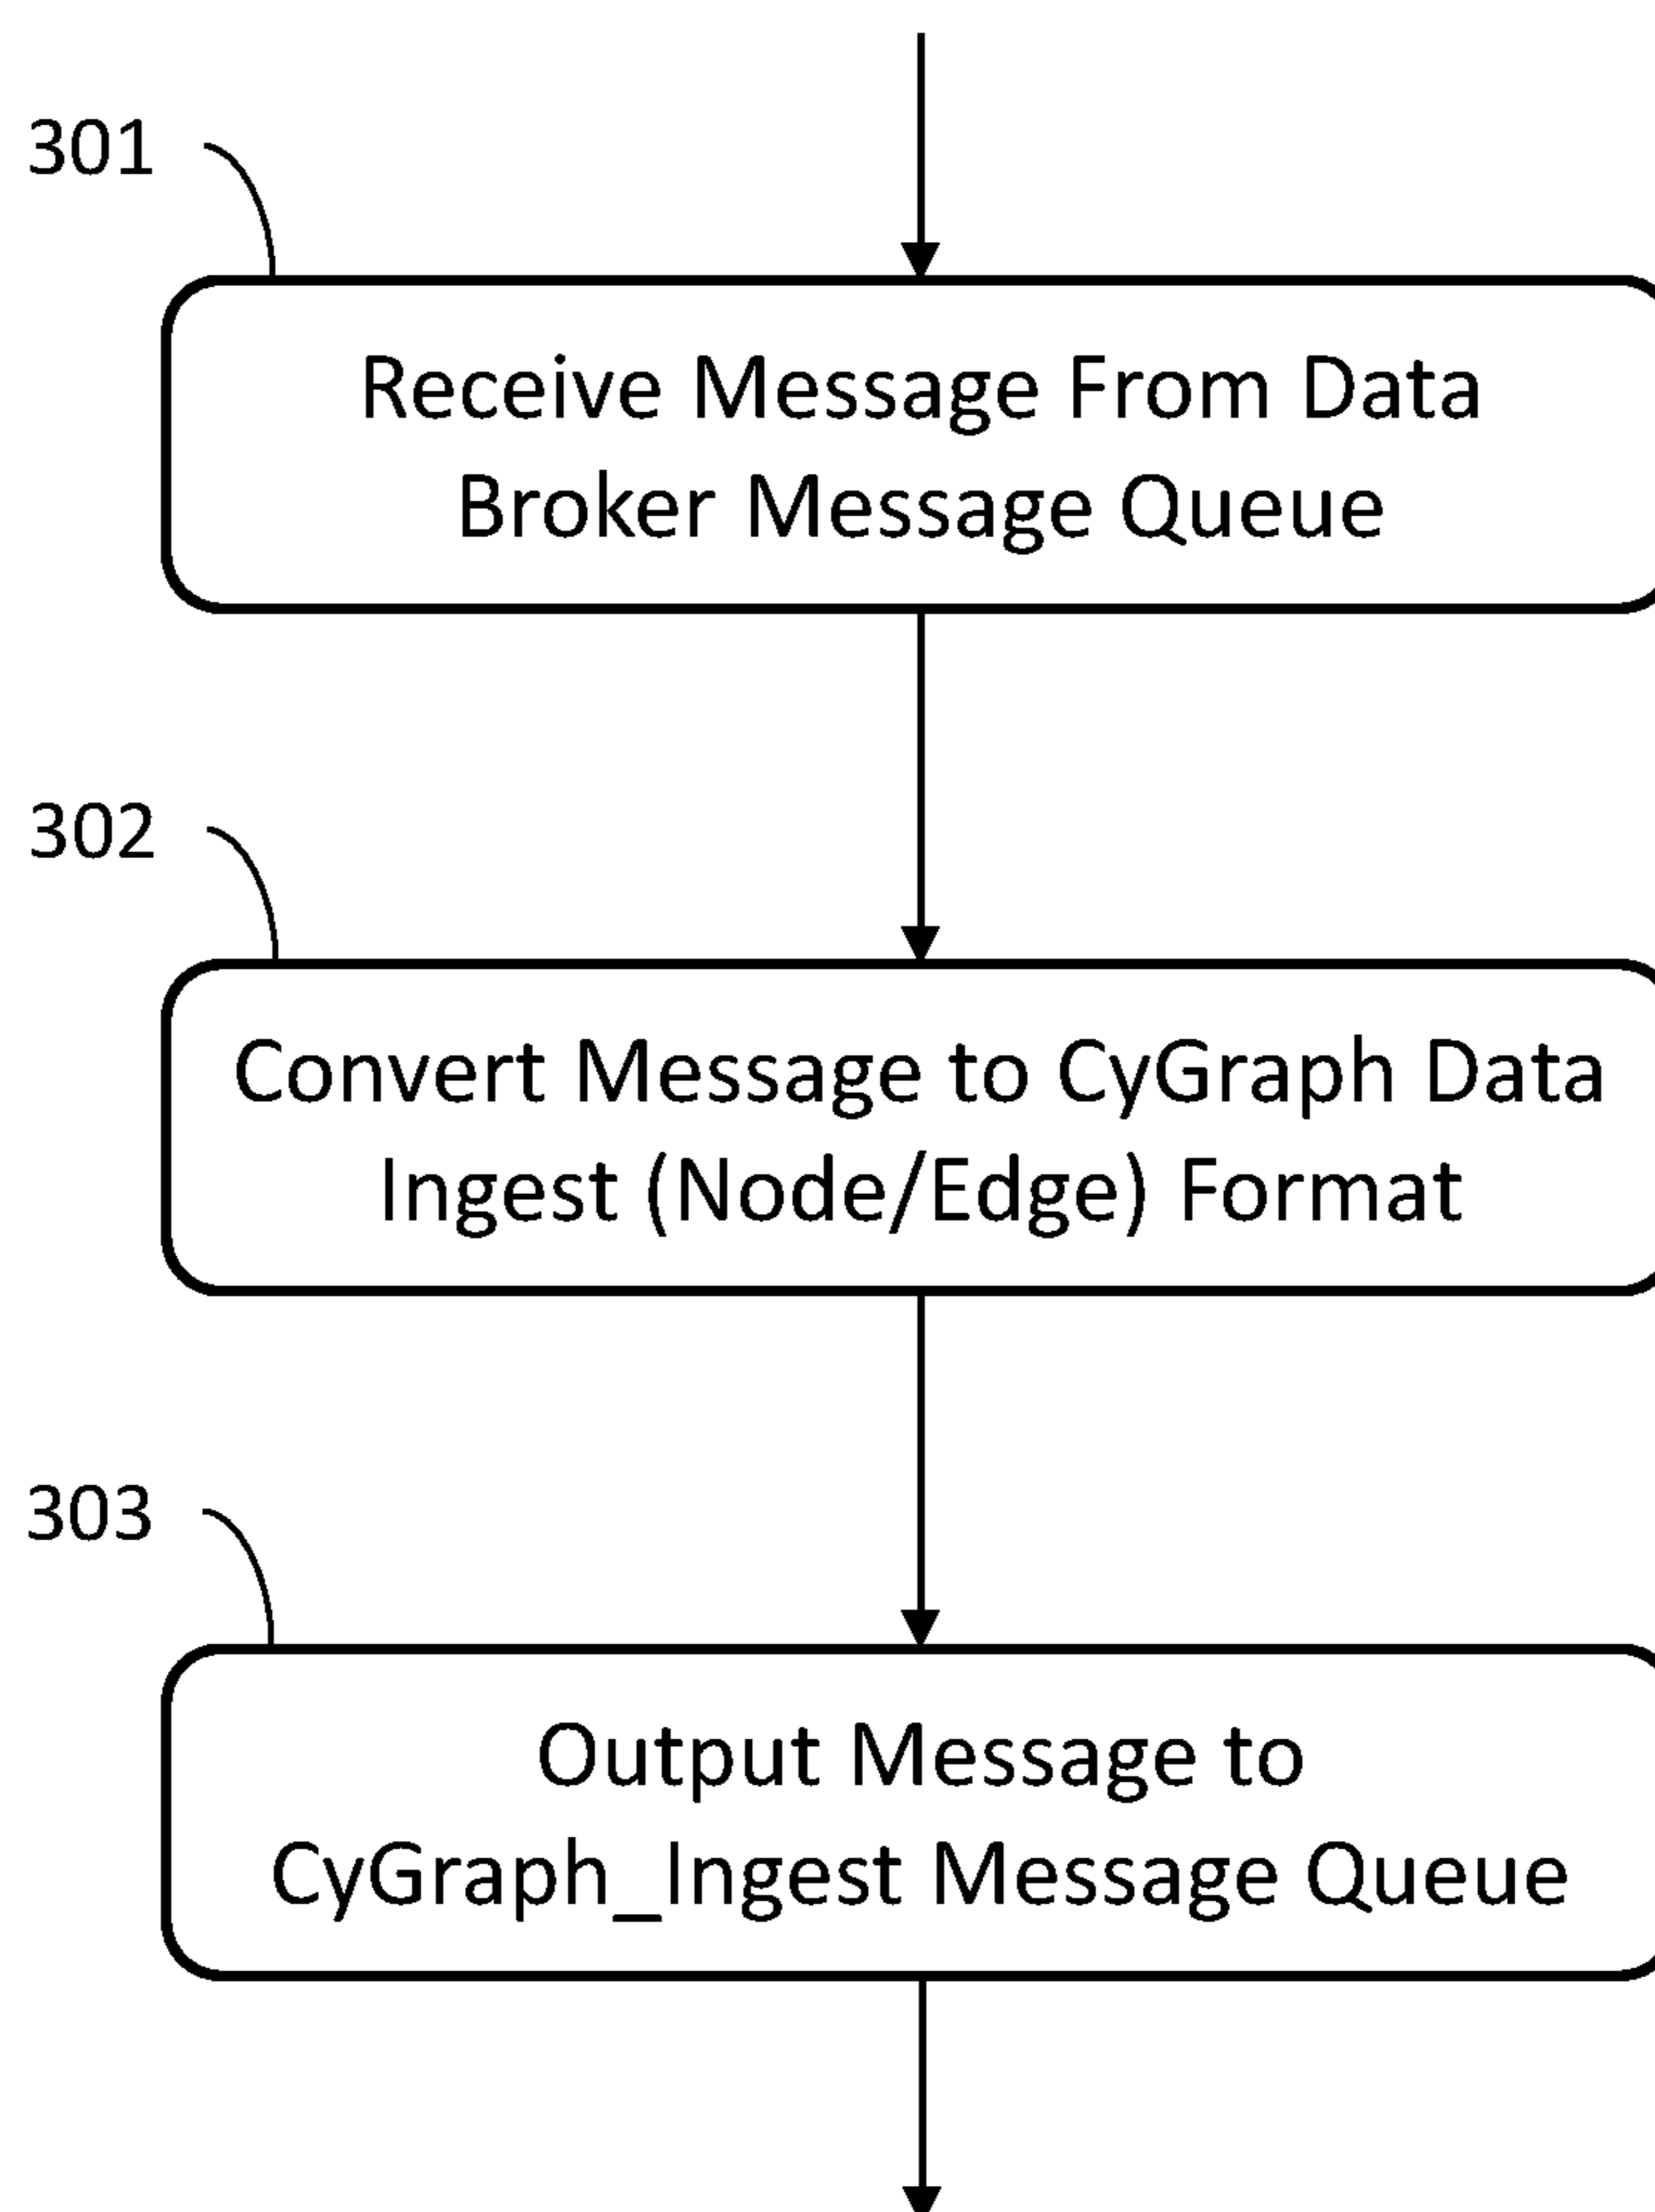 301
Receive Message From Data
Broker Message Queue
302
Convert Message to CyGraph Data
Ingest (Node/Edge) Format
303
Output Message to
CyGraph_Ingest Message Queue